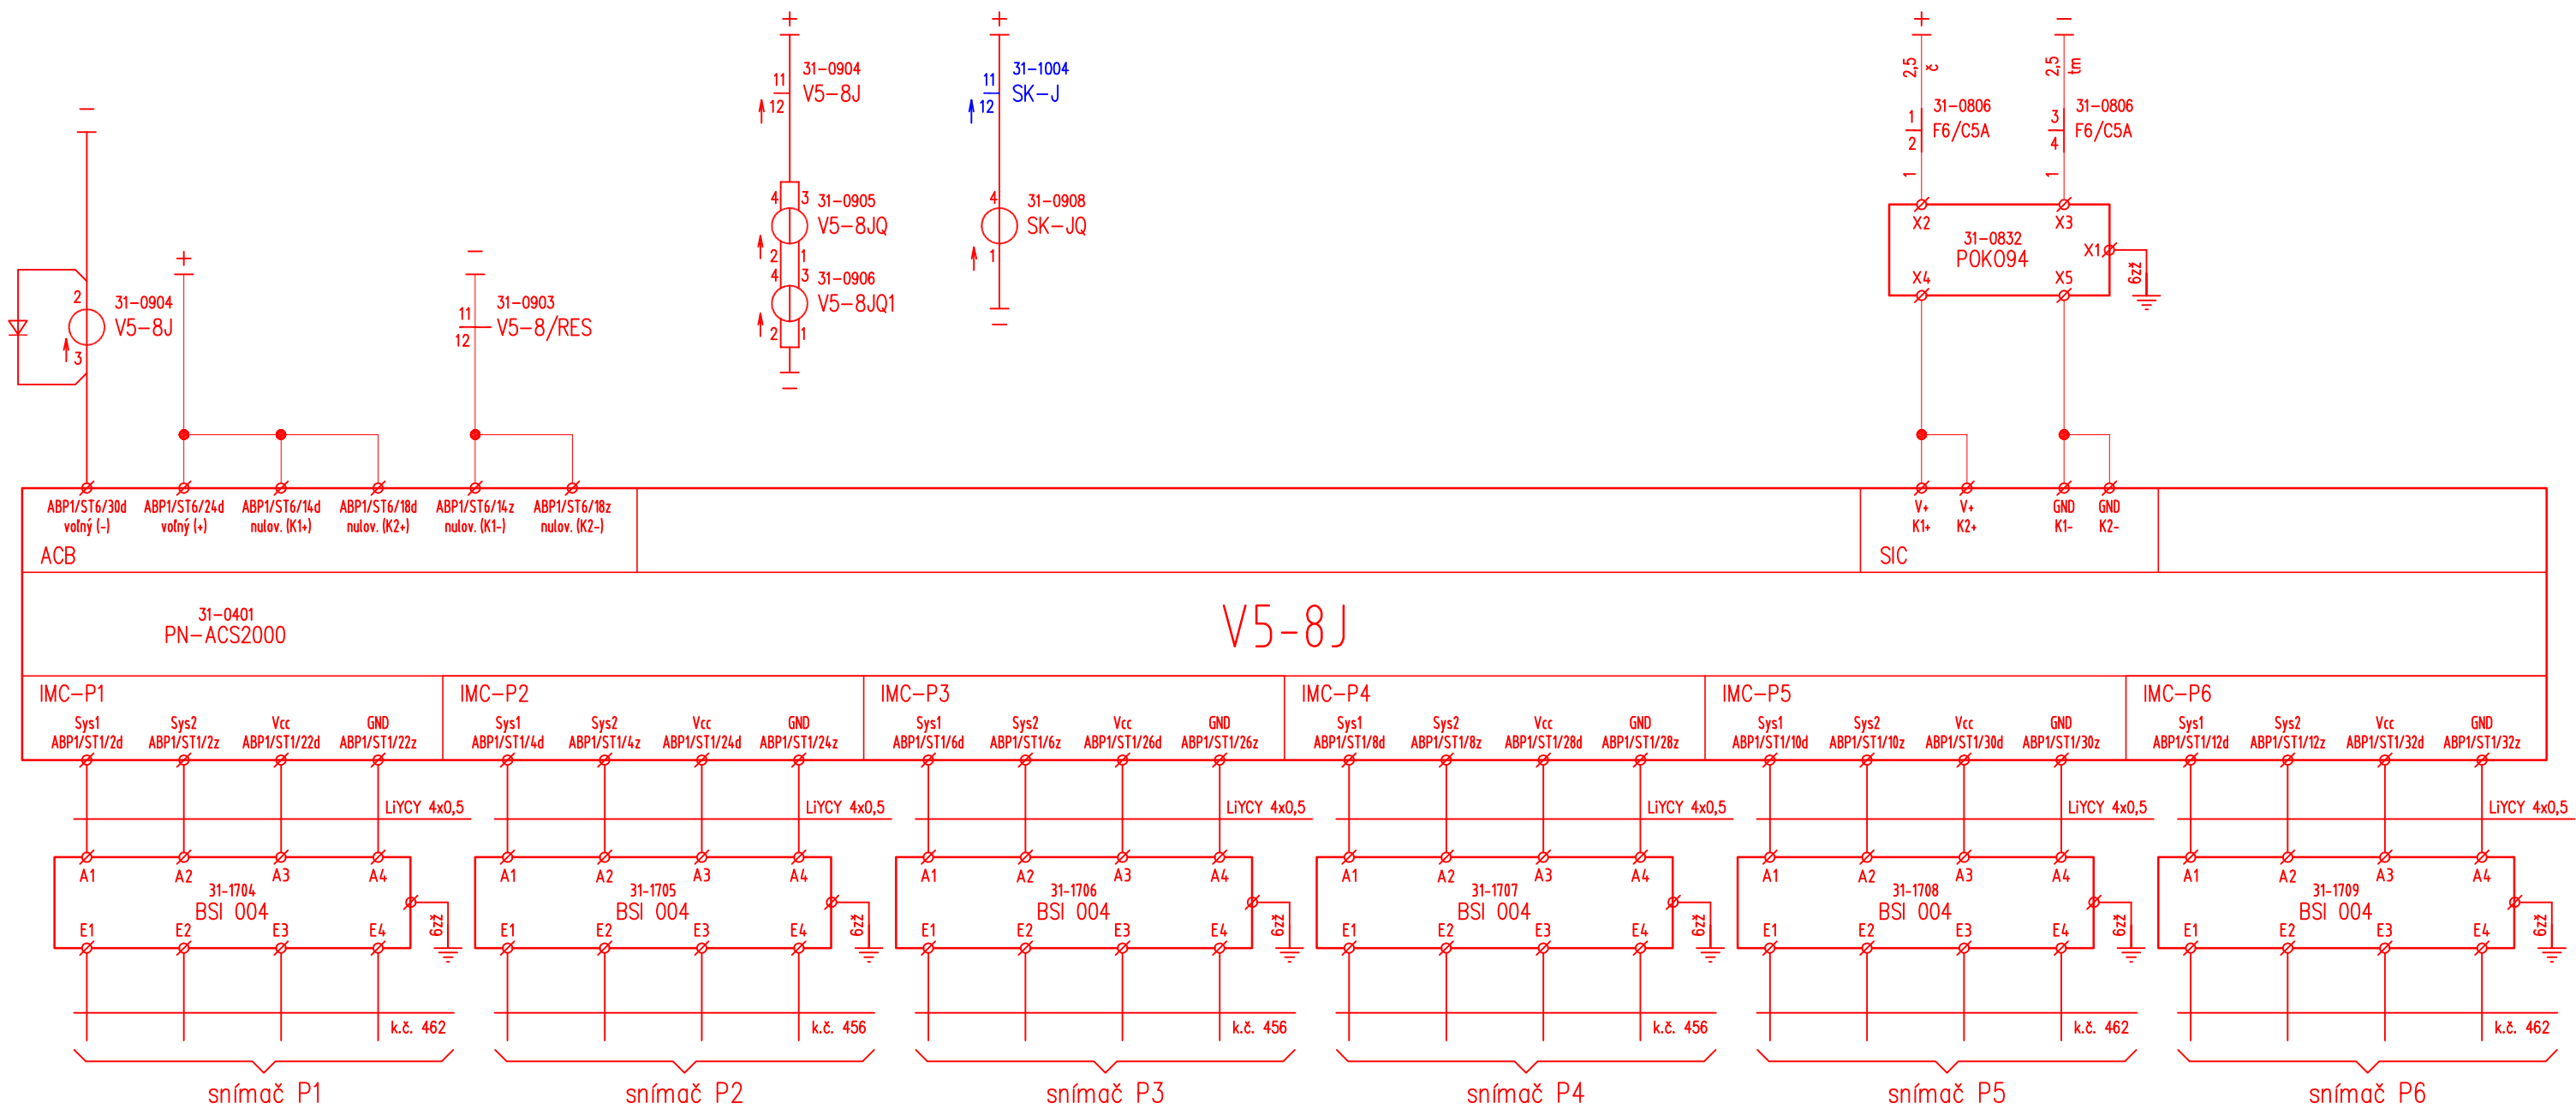 +
31-0904
11
V5-8J
12
4 3 31-0905
V5-8JQ
2 1
4 3 31-0906
V5-8JQ1
2 1
−
+
31-1004
11
SK-J
12
4 31-0908
SK-JQ
1
−
+
2,5 č
31-0806
1
F6/C5A
2
1
−
2,5 tm
31-0806
3
F6/C5A
4
1
X2 X3
31-0832
POKO94
X1
X4 X5
6zž
−
2 31-0904
V5-8J
3
+
−
31-0903
11
V5-8/RES
12
ABP1/ST6/30d ABP1/ST6/24d ABP1/ST6/14d ABP1/ST6/18d ABP1/ST6/14z ABP1/ST6/18z
voľný (-) voľný (+) nulov. (K1+) nulov. (K2+) nulov. (K1-) nulov. (K2-)
ACB
V+ V+ GND GND
K1+ K2+ K1- K2-
SIC
31-0401
PN-ACS2000
V5-8J
IMC-P1 IMC-P2 IMC-P3 IMC-P4 IMC-P5 IMC-P6
Sys1 Sys2 Vcc GND Sys1 Sys2 Vcc GND Sys1 Sys2 Vcc GND Sys1 Sys2 Vcc GND Sys1 Sys2 Vcc GND Sys1 Sys2 Vcc GND
ABP1/ST1/2d ABP1/ST1/2z ABP1/ST1/22d ABP1/ST1/22z ABP1/ST1/4d ABP1/ST1/4z ABP1/ST1/24d ABP1/ST1/24z ABP1/ST1/6d ABP1/ST1/6z ABP1/ST1/26d ABP1/ST1/26z ABP1/ST1/8d ABP1/ST1/8z ABP1/ST1/28d ABP1/ST1/28z ABP1/ST1/10d ABP1/ST1/10z ABP1/ST1/30d ABP1/ST1/30z ABP1/ST1/12d ABP1/ST1/12z ABP1/ST1/32d ABP1/ST1/32z
LiYCY 4x0,5 LiYCY 4x0,5 LiYCY 4x0,5 LiYCY 4x0,5 LiYCY 4x0,5 LiYCY 4x0,5
A1 A2 A3 A4 A1 A2 A3 A4 A1 A2 A3 A4 A1 A2 A3 A4 A1 A2 A3 A4 A1 A2 A3 A4
31-1704 31-1705 31-1706 31-1707 31-1708 31-1709
BSI 004 BSI 004 BSI 004 BSI 004 BSI 004 BSI 004
6zž 6zž 6zž 6zž 6zž 6zž
E1 E2 E3 E4 E1 E2 E3 E4 E1 E2 E3 E4 E1 E2 E3 E4 E1 E2 E3 E4 E1 E2 E3 E4
k.č. 462 k.č. 456 k.č. 456 k.č. 456 k.č. 462 k.č. 462
snímač P1 snímač P2 snímač P3 snímač P4 snímač P5 snímač P6